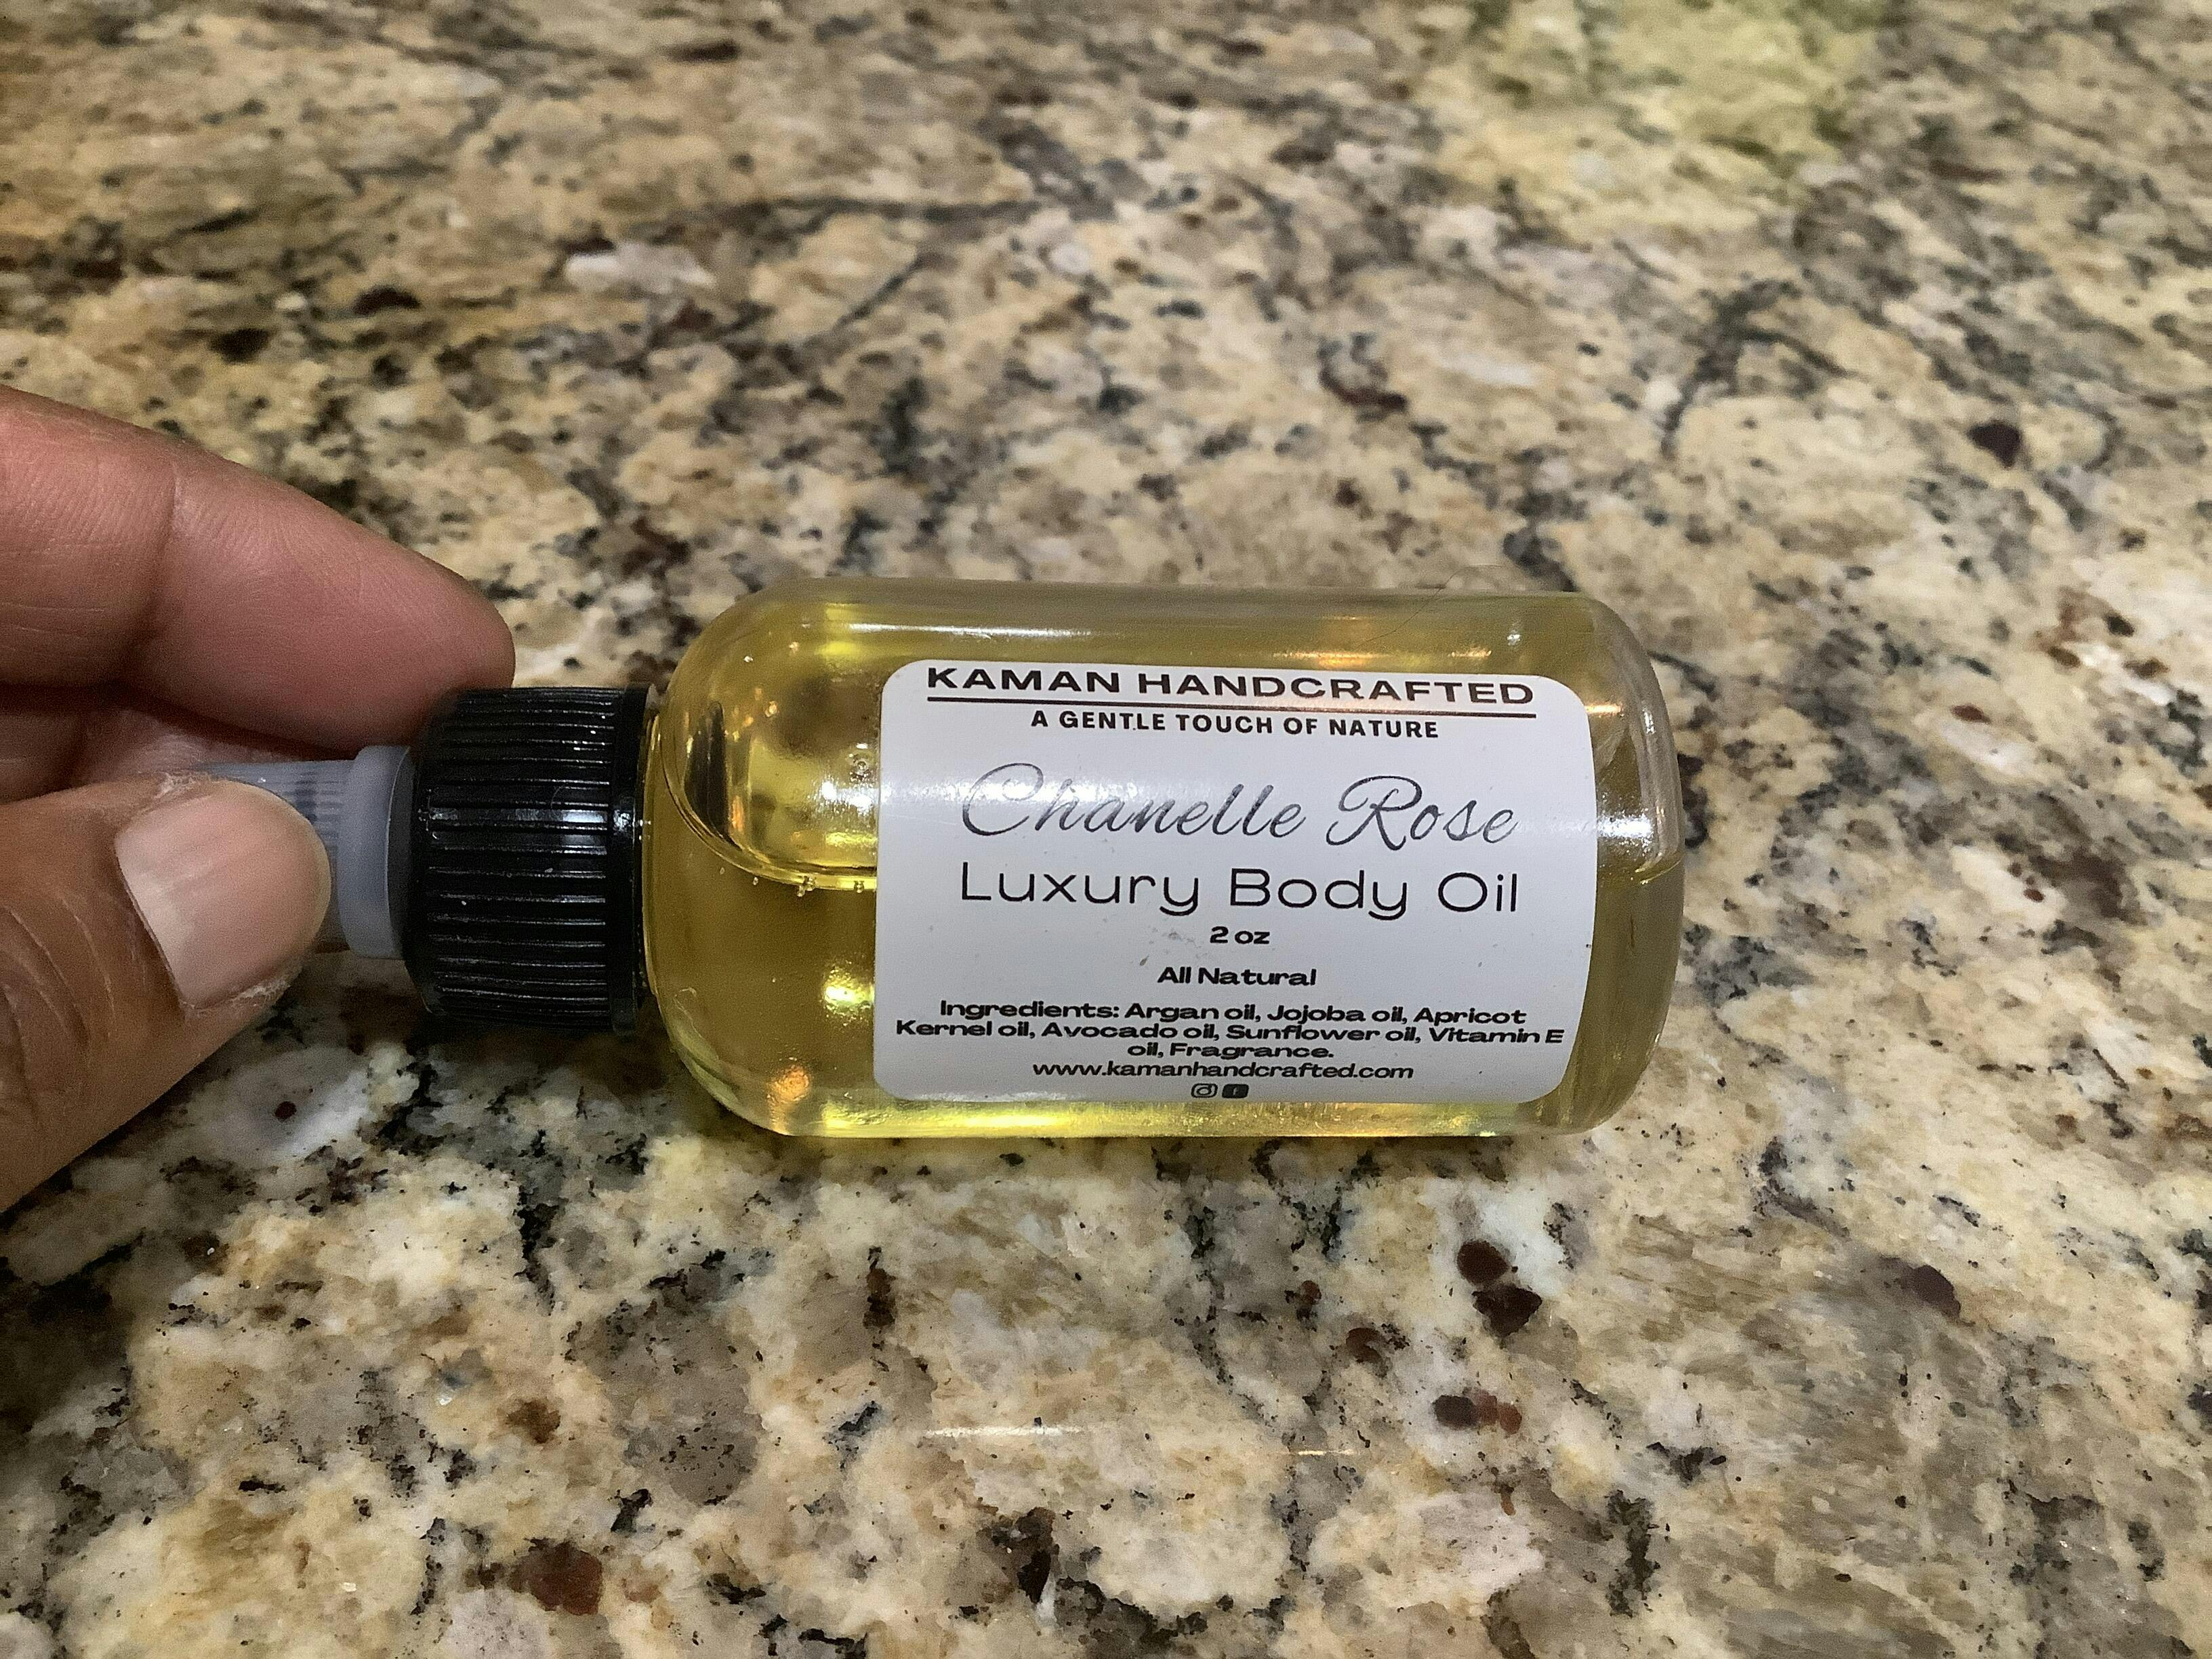 KAMAN HANDCRAFTED
A GENTLE TOUCH OF NATURE
Chanelle Rose
Luxury Body Oil
2 oz
All Natural
Ingredients: Argan oil, Jojoba oil, Apricot
Kernel oil, Avocado oil, Sunflower oil, Vitamin E
oil, Fragrance.
www.kamanhandcrafted.com